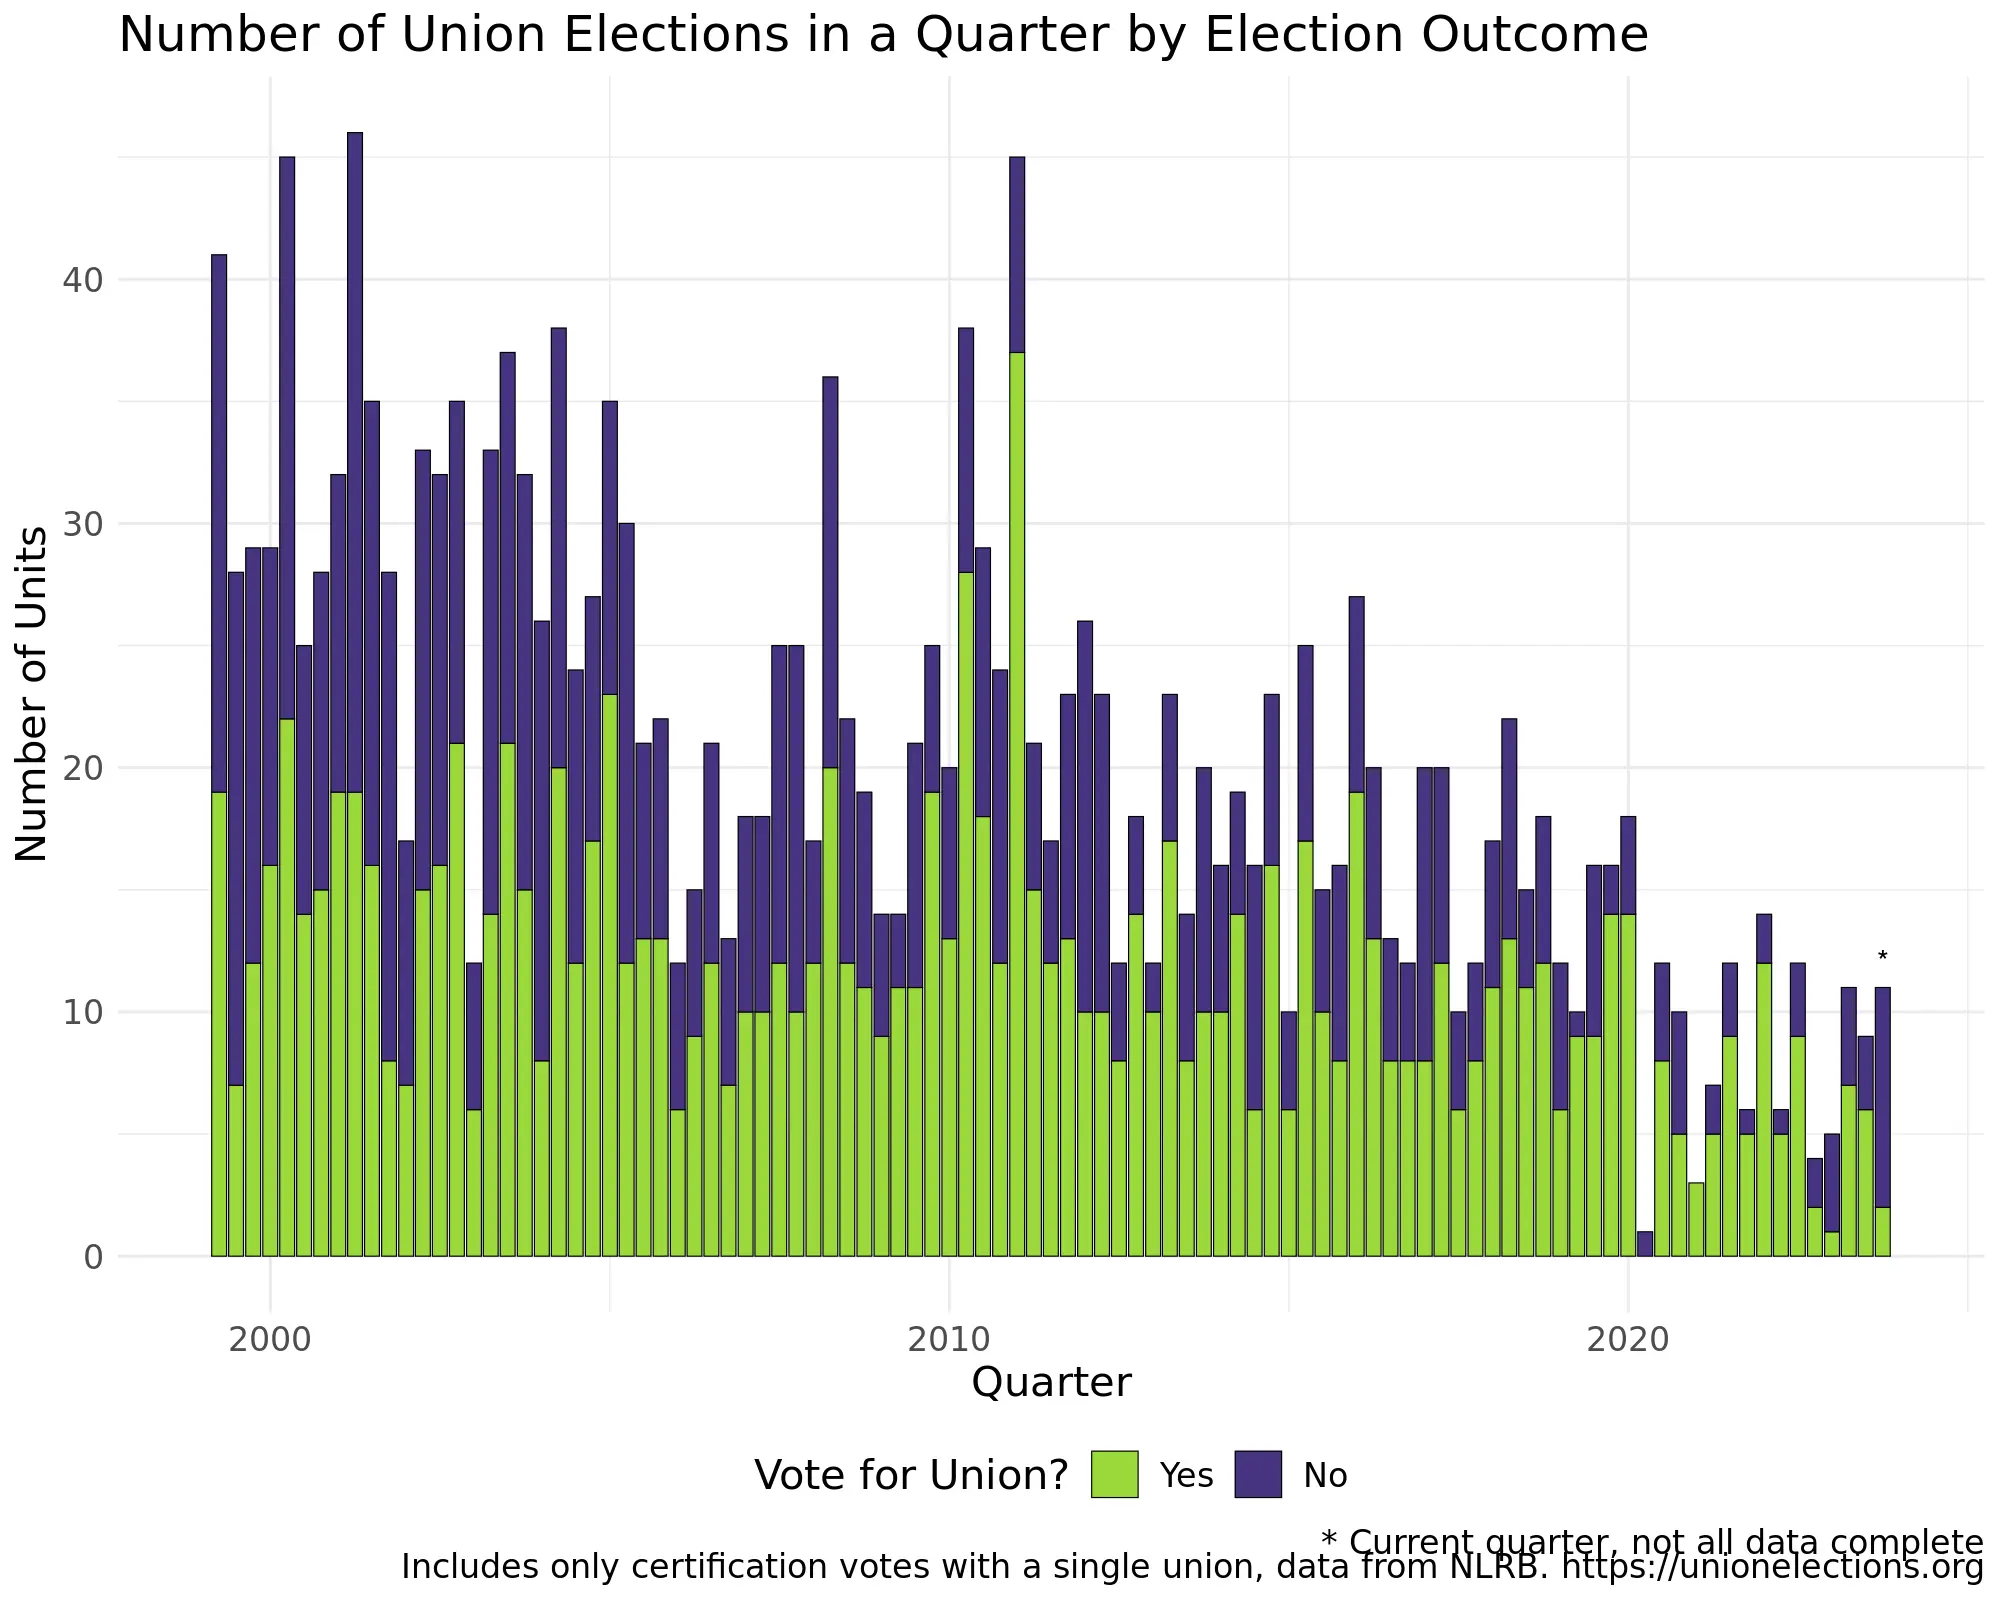 Number of Union Elections in a Quarter by Election Outcome
Number of Units
40
30
20
10
0
*
2000 2010 2020
Quarter
Vote for Union? Yes No
* Current quarter, not all data complete
Includes only certification votes with a single union, data from NLRB. https://unionelections.org